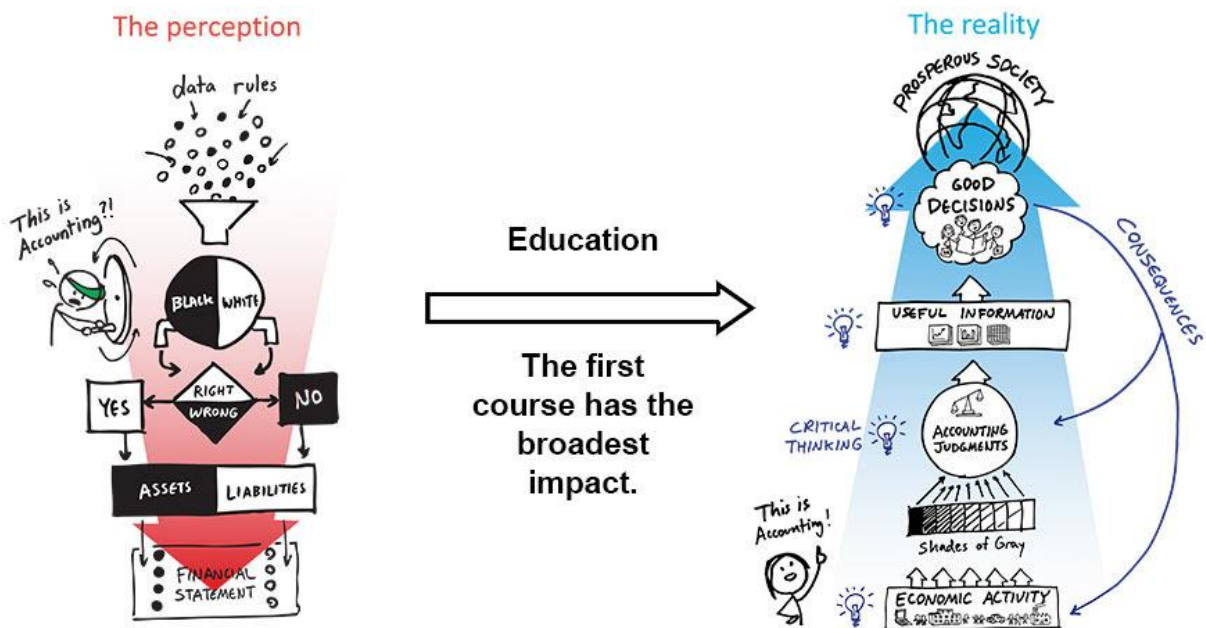 The perception
data rules
This is
Accounting?!
BLACK WHITE
RIGHT
WRONG
YES
NO
ASSETS LIABILITIES
FINANCIAL
STATEMENT
Education
The first
course has the
broadest
impact.
The reality
PROSPEROUS SOCIETY
GOOD
DECISIONS
CONSEQUENCES
USEFUL INFORMATION
CRITICAL
THINKING
ACCOUNTING
JUDGMENTS
This is
Accounting!
Shades of Gray
ECONOMIC ACTIVITY